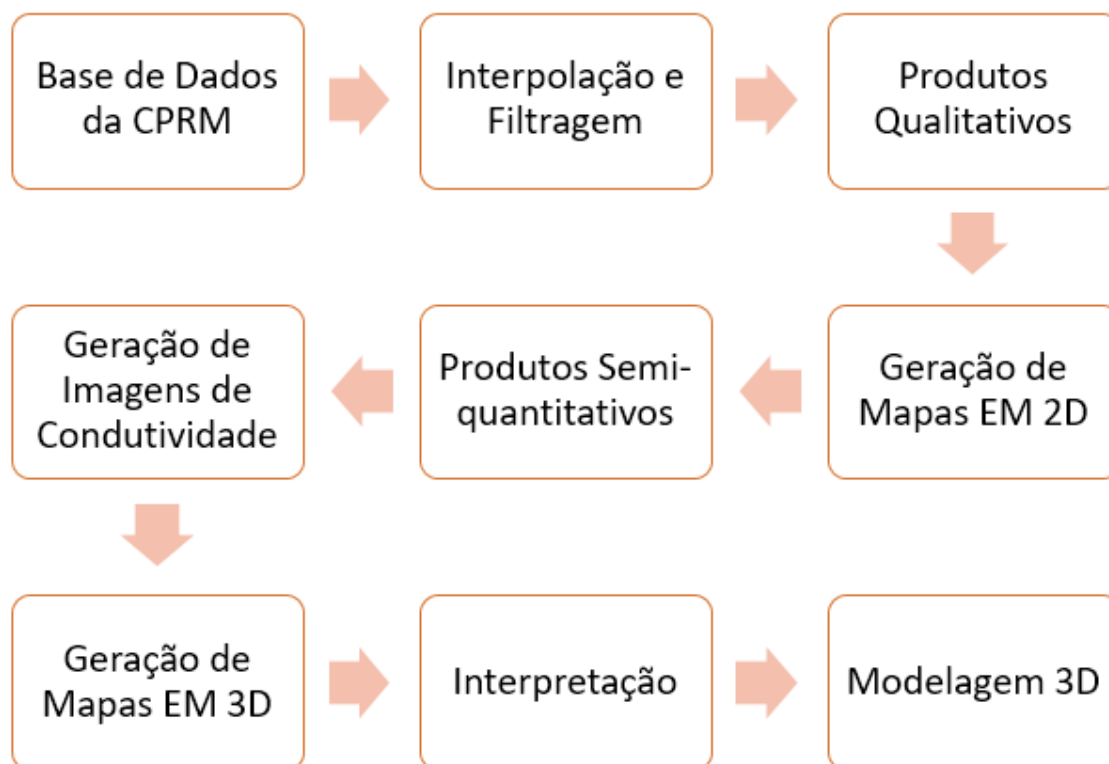 Base de Dados
da CPRM
Interpolação e
Filtragem
Produtos
Qualitativos
Geração de
Mapas EM 2D
Produtos Semi-
quantitativos
Geração de
Imagens de
Condutividade
Geração de
Mapas EM 3D
Interpretação
Modelagem 3D